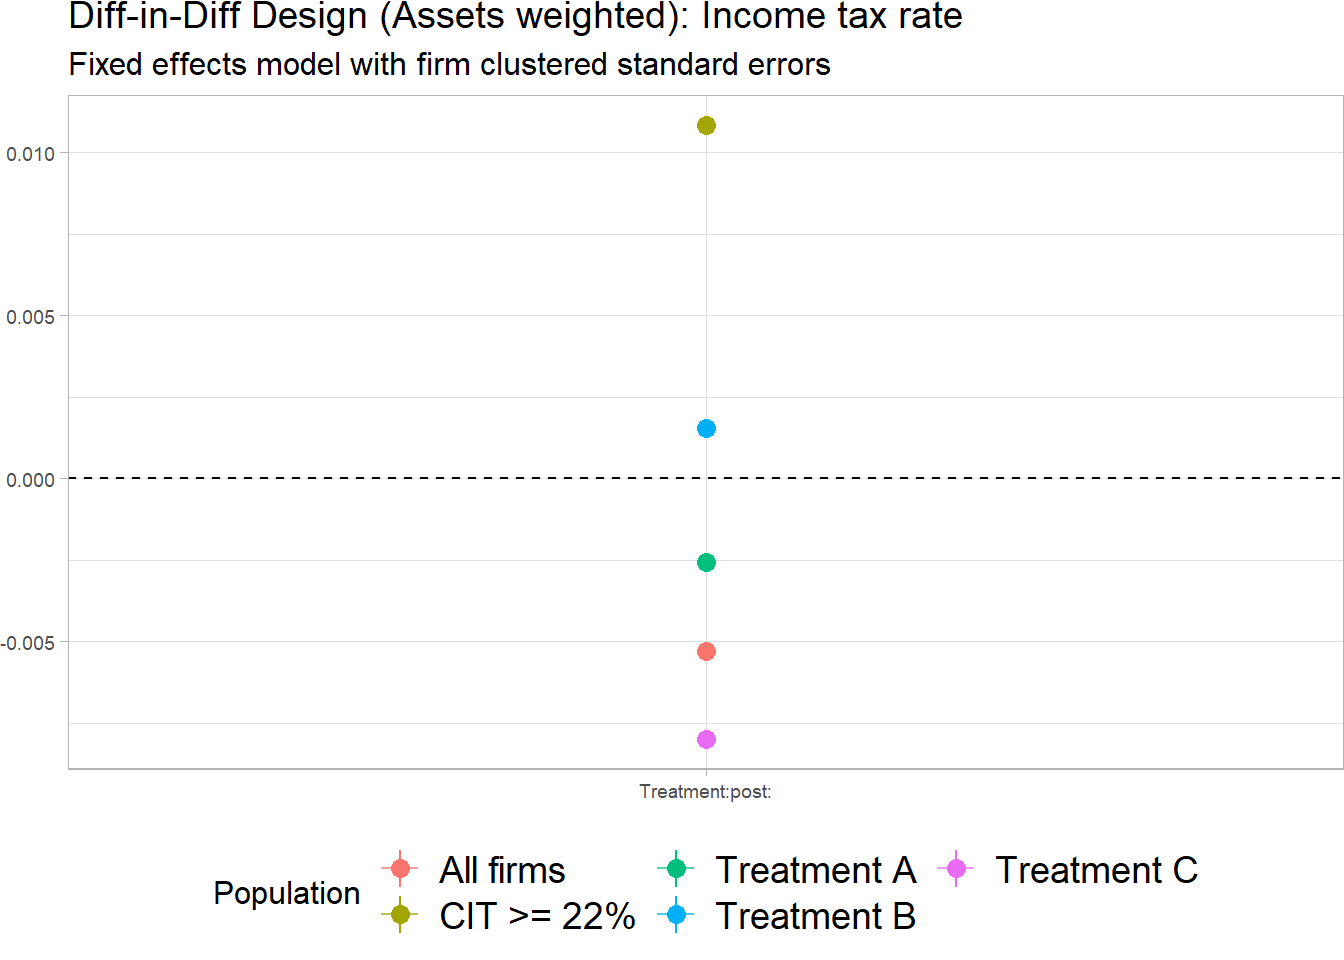 Diff-in-Diff Design (Assets weighted): Income tax rate
Fixed effects model with firm clustered standard errors
0.010
0.005
0.000
-0.005
Treatment:post:
Population
All firms
CIT >= 22%
Treatment A
Treatment B
Treatment C